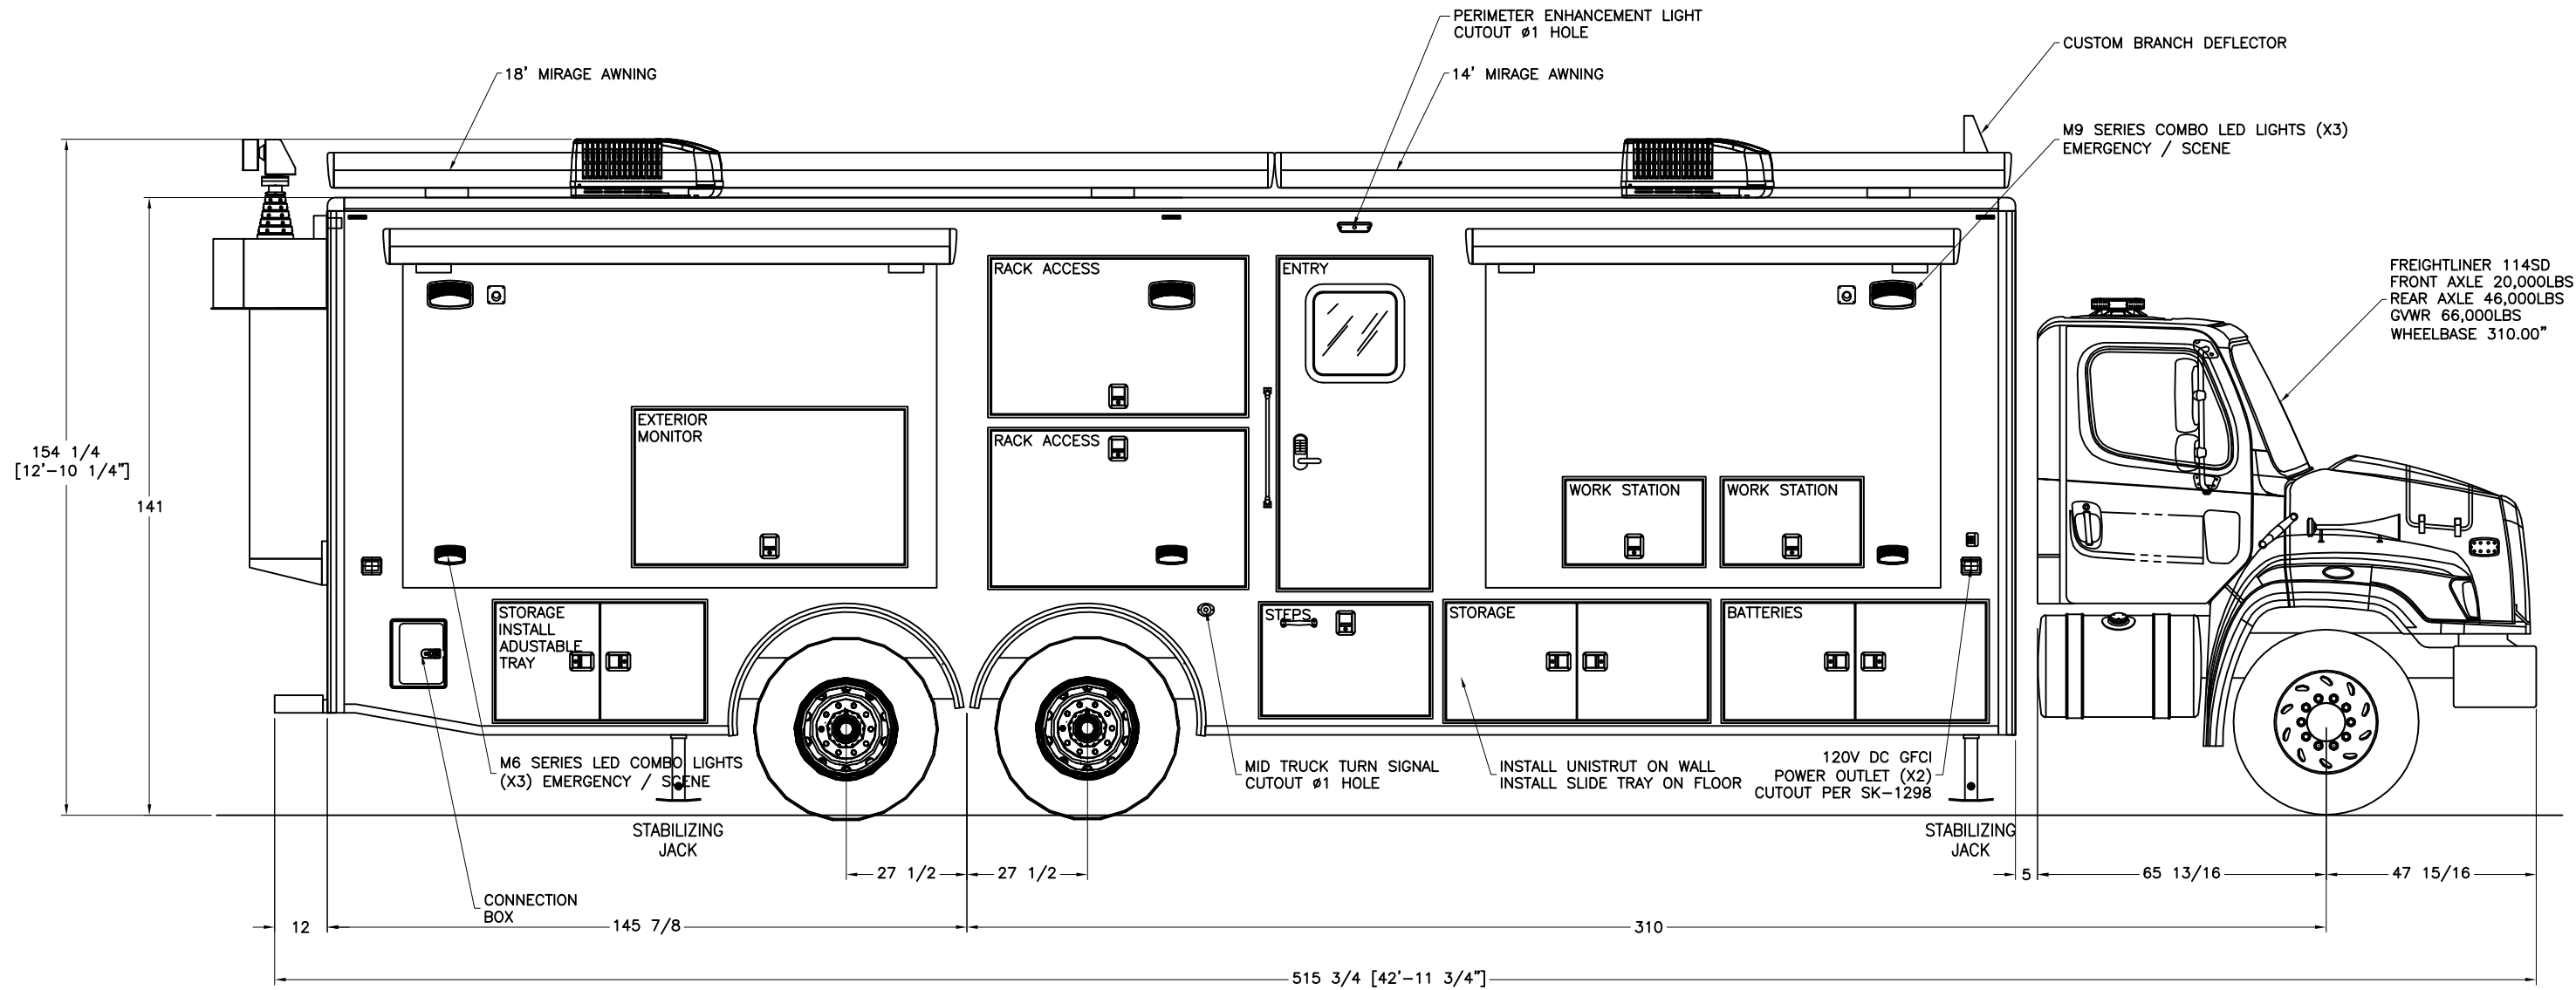 PERIMETER ENHANCEMENT LIGHT
CUTOUT ø1 HOLE
CUSTOM BRANCH DEFLECTOR
18' MIRAGE AWNING
14' MIRAGE AWNING
M9 SERIES COMBO LED LIGHTS (X3)
EMERGENCY / SCENE
FREIGHTLINER 114SD
FRONT AXLE 20,000LBS
REAR AXLE 46,000LBS
GVWR 66,000LBS
WHEELBASE 310.00"
RACK ACCESS
ENTRY
EXTERIOR
MONITOR
RACK ACCESS
154 1/4
[12'-10 1/4"]
141
WORK STATION
WORK STATION
STORAGE
INSTALL
ADUSTABLE
TRAY
STEPS
STORAGE
BATTERIES
M6 SERIES LED COMBO LIGHTS
(X3) EMERGENCY / SCENE
MID TRUCK TURN SIGNAL
CUTOUT ø1 HOLE
INSTALL UNISTRUT ON WALL
INSTALL SLIDE TRAY ON FLOOR
120V DC GFCI
POWER OUTLET (X2)
CUTOUT PER SK-1298
STABILIZING
JACK
STABILIZING
JACK
27 1/2
27 1/2
5
65 13/16
47 15/16
CONNECTION
BOX
12
145 7/8
310
515 3/4 [42'-11 3/4"]